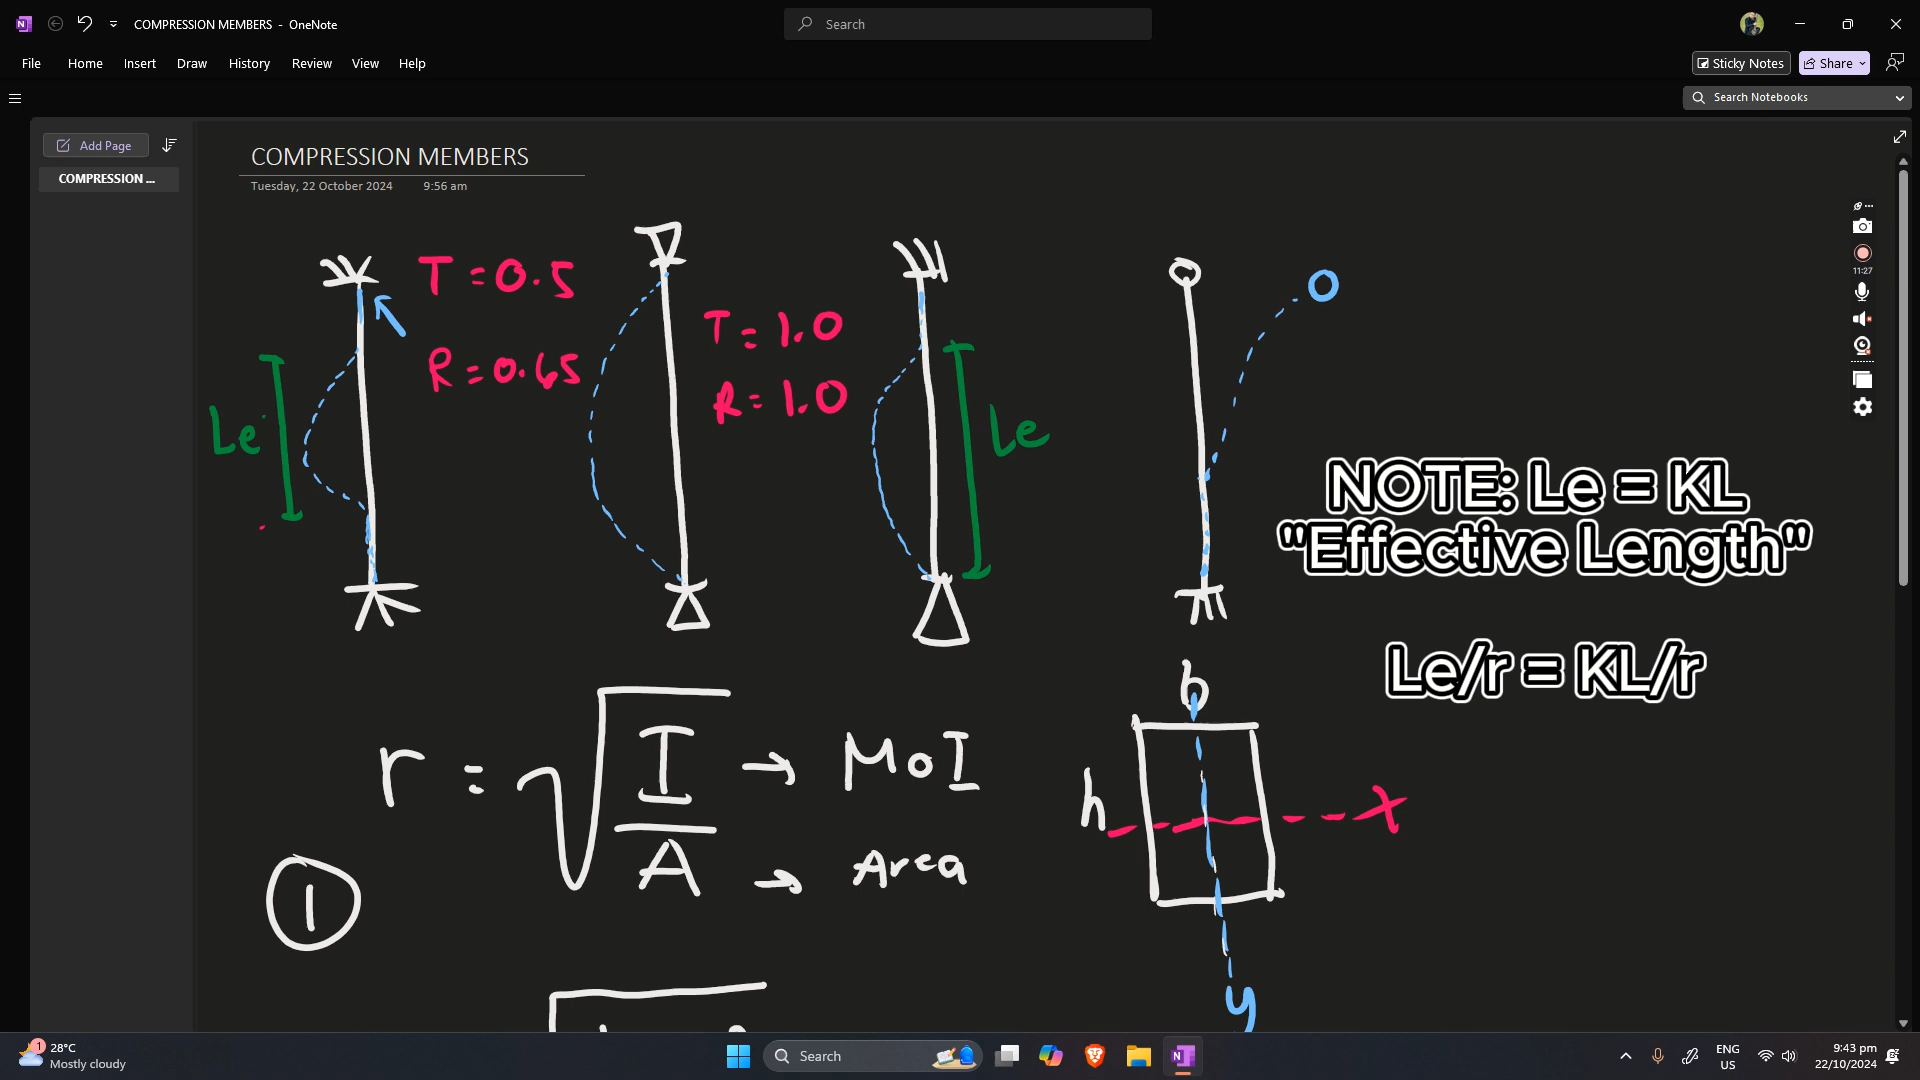 COMPRESSION MEMBERS - OneNote
Search
File
Home
Insert
Draw
History
Review
View
Help
Sticky Notes
Share
Search Notebooks
Add Page
COMPRESSION ...
COMPRESSION MEMBERS
Tuesday, 22 October 2024 9:56 am
11:27
T = 0.5
R = 0.65
T = 1.0
R = 1.0
Le
Le
O
NOTE: Le = KL
"Effective Length"
Le/r = KL/r
r = √ I → MoI
A → Area
1
b
h
x
y
1
28°C
Mostly cloudy
Search
ENG
US
9:43 pm
22/10/2024